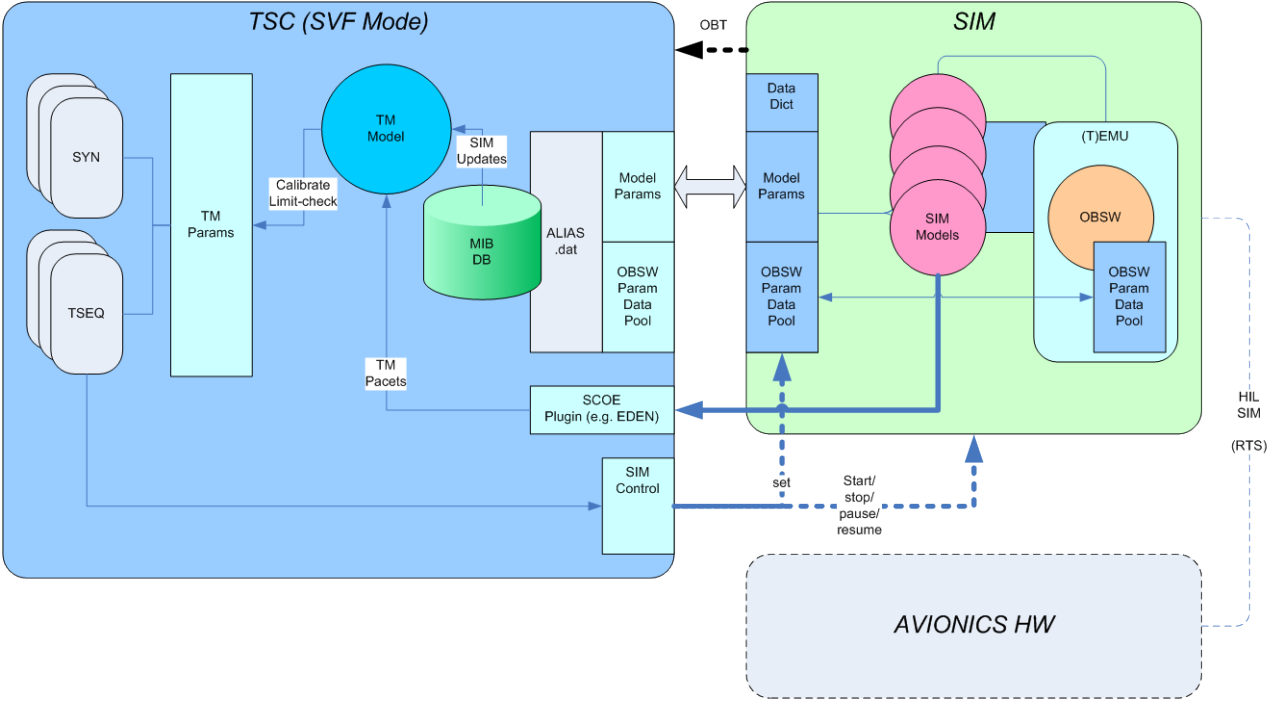 TSC (SVF Mode)
SIM
OBT
SYN
TSEQ
TM
Params
TM
Model
Calibrate
Limit-check
SIM
Updates
MIB
DB
ALIAS
.dat
Model
Params
OBSW
Param
Data
Pool
TM
Pacets
SCOE
Plugin (e.g. EDEN)
SIM
Control
Data
Dict
Model
Params
OBSW
Param
Data
Pool
SIM
Models
(T)EMU
OBSW
OBSW
Param
Data
Pool
set
Start/
stop/
pause/
resume
HIL
SIM
(RTS)
AVIONICS HW